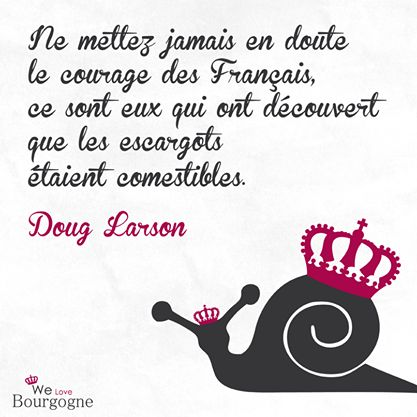 Ne mettez jamais en doute
le courage des Français,
ce sont eux qui ont découvert
que les escargots
étaient comestibles.
Doug Larson
We Love
Bourgogne